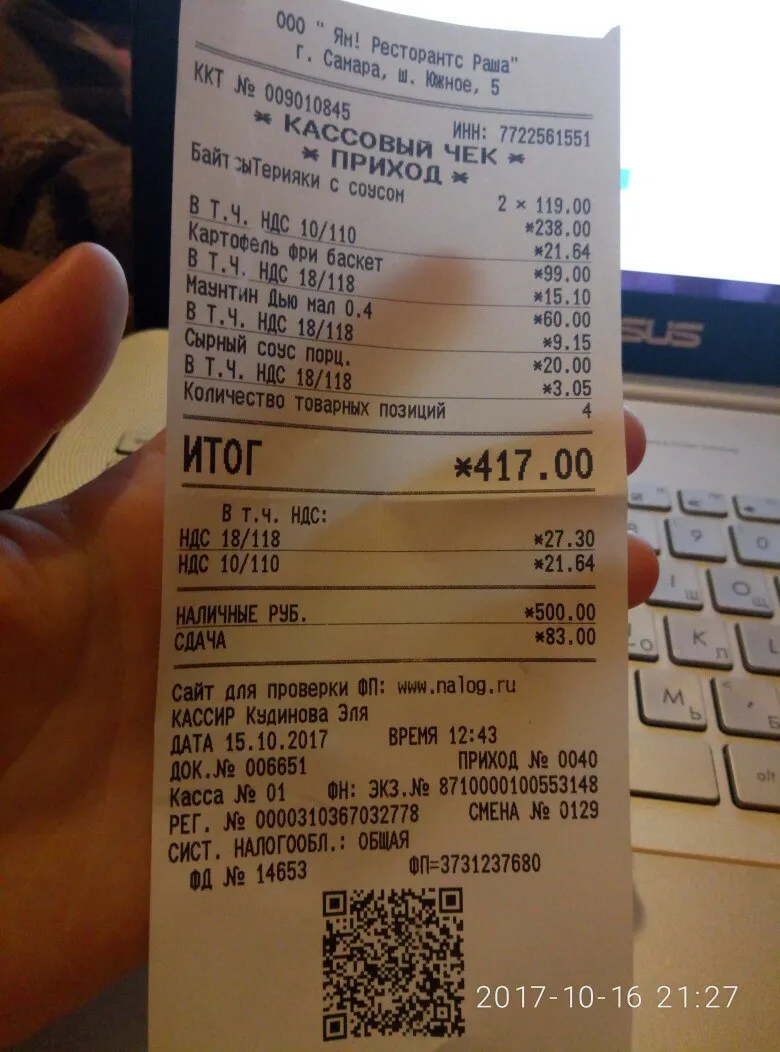 ООО " Ям! Ресторантс Раша"
г. Самара, ш. Южное, 5
ККТ № 009010845
ИНН: 7722561551
* КАССОВЫЙ ЧЕК *
* ПРИХОД *
БайтсыТерияки с соусом
2 × 119.00
*238.00
В Т.Ч. НДС 10/110 *21.64
Картофель фри баскет *99.00
В Т.Ч. НДС 18/118 *15.10
Маунтин Дью мал 0.4 *60.00
В Т.Ч. НДС 18/118 *9.15
Сырный соус порц. *20.00
В Т.Ч. НДС 18/118 *3.05
Количество товарных позиций 4
ИТОГ *417.00
В т.ч. НДС:
НДС 18/118 *27.30
НДС 10/110 *21.64
НАЛИЧНЫЕ РУБ. *500.00
СДАЧА *83.00
Сайт для проверки ФП: www.nalog.ru
КАССИР Кудинова Эля
ДАТА 15.10.2017 ВРЕМЯ 12:43
ДОК.№ 006651 ПРИХОД № 0040
Касса № 01 ФН: ЭКЗ.№ 8710000100553148
РЕГ. № 0000310367032778 СМЕНА № 0129
СИСТ. НАЛОГООБЛ.: ОБЩАЯ
ФД № 14653 ФП=3731237680
2017-10-16 21:27
SUS
9
0
Ш
О
Щ
К
Л
L
М
Ь
Б
alt